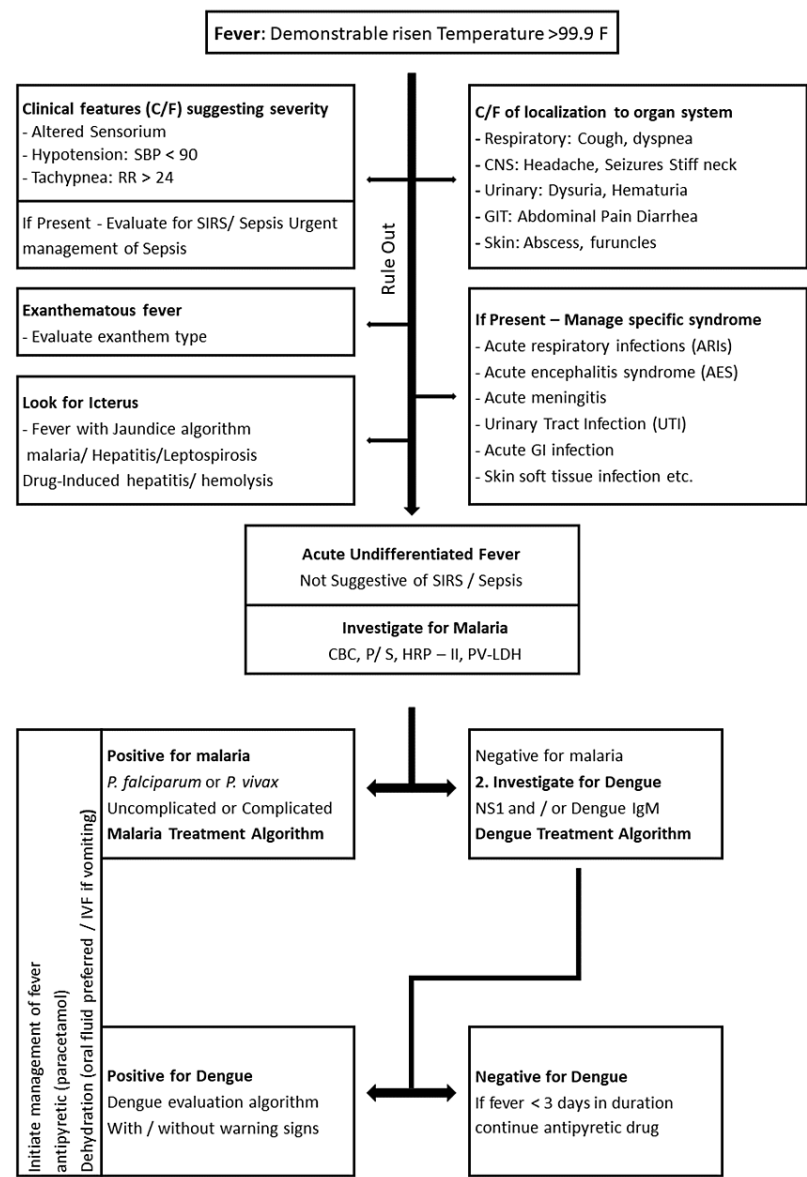 Fever: Demonstrable risen Temperature >99.9 F
Clinical features (C/F) suggesting severity
- Altered Sensorium
- Hypotension: SBP < 90
- Tachypnea: RR > 24
If Present - Evaluate for SIRS/ Sepsis Urgent
management of Sepsis
C/F of localization to organ system
- Respiratory: Cough, dyspnea
- CNS: Headache, Seizures Stiff neck
- Urinary: Dysuria, Hematuria
- GIT: Abdominal Pain Diarrhea
- Skin: Abscess, furuncles
Rule Out
Exanthematous fever
- Evaluate exanthem type
If Present – Manage specific syndrome
- Acute respiratory infections (ARIs)
- Acute encephalitis syndrome (AES)
- Acute meningitis
- Urinary Tract Infection (UTI)
- Acute GI infection
- Skin soft tissue infection etc.
Look for Icterus
- Fever with Jaundice algorithm
malaria/ Hepatitis/Leptospirosis
Drug-Induced hepatitis/ hemolysis
Acute Undifferentiated Fever
Not Suggestive of SIRS / Sepsis
Investigate for Malaria
CBC, P/ S, HRP – II, PV-LDH
Initiate management of fever
antipyretic (paracetamol)
Dehydration (oral fluid preferred / IVF if vomiting)
Positive for malaria
P. falciparum or P. vivax
Uncomplicated or Complicated
Malaria Treatment Algorithm
Negative for malaria
2. Investigate for Dengue
NS1 and / or Dengue IgM
Dengue Treatment Algorithm
Positive for Dengue
Dengue evaluation algorithm
With / without warning signs
Negative for Dengue
If fever < 3 days in duration
continue antipyretic drug